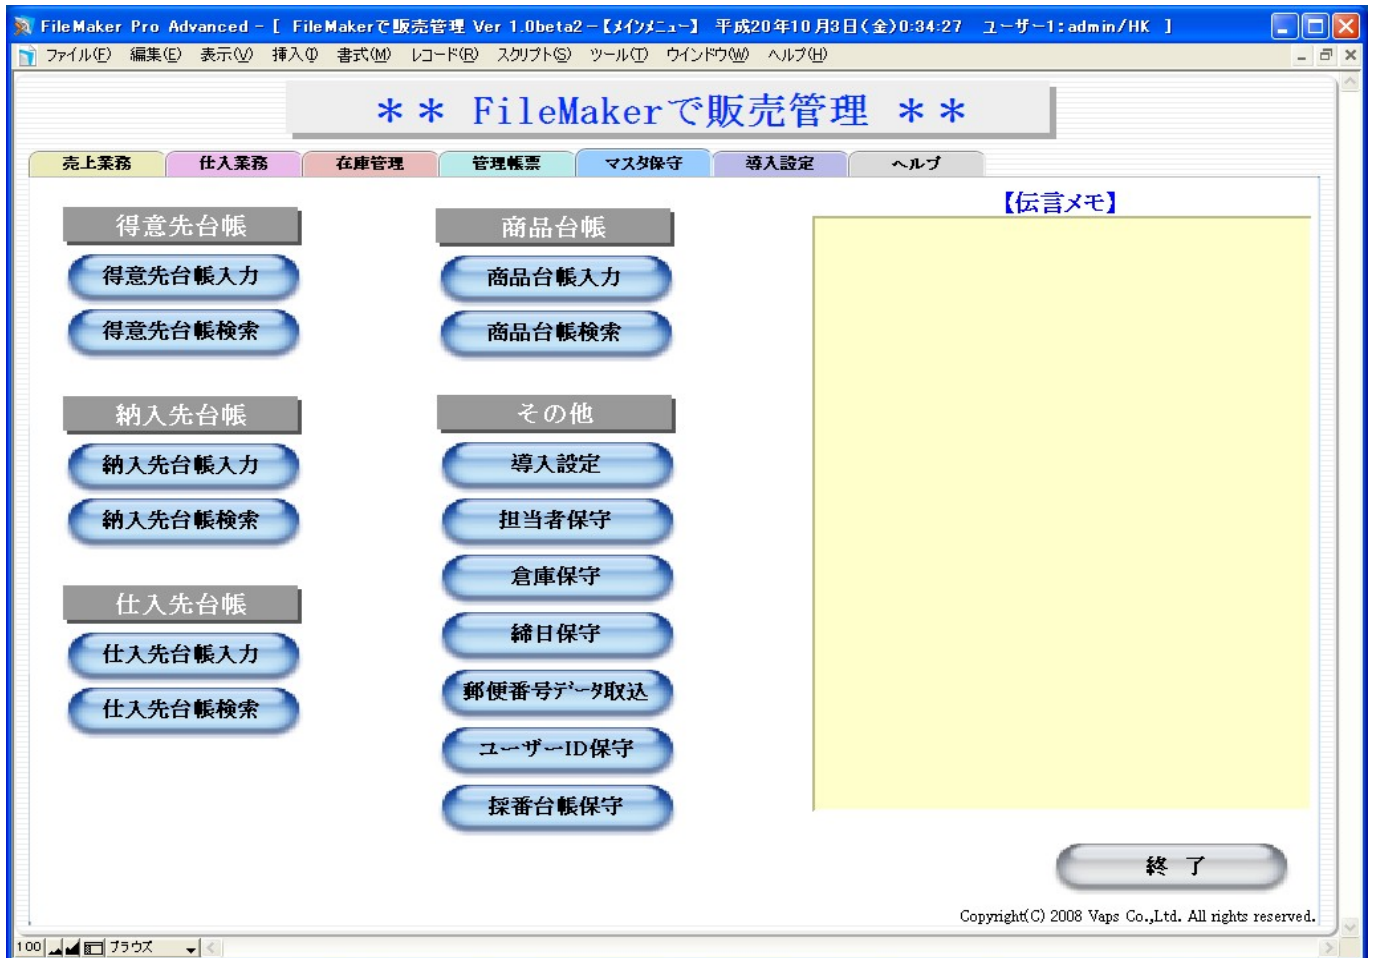 FileMaker Pro Advanced - [ FileMakerで販売管理 Ver 1.0beta2-【ﾒｲﾝﾒﾆｭｰ】 平成20年10月3日(金)0:34:27 ユーザー1:admin/HK ]
ファイル(F) 編集(E) 表示(V) 挿入(I) 書式(M) レコード(R) スクリプト(S) ツール(T) ウインドウ(W) ヘルプ(H)
＊＊ FileMakerで販売管理 ＊＊
売上業務 仕入業務 在庫管理 管理帳票 マスタ保守 導入設定 ヘルプ
【伝言メモ】
得意先台帳
得意先台帳入力
得意先台帳検索
納入先台帳
納入先台帳入力
納入先台帳検索
仕入先台帳
仕入先台帳入力
仕入先台帳検索
商品台帳
商品台帳入力
商品台帳検索
その他
導入設定
担当者保守
倉庫保守
締日保守
郵便番号ﾃﾞｰﾀ取込
ユーザーID保守
採番台帳保守
終 了
Copyright(C) 2008 Vaps Co.,Ltd. All rights reserved.
100 ブラウズ